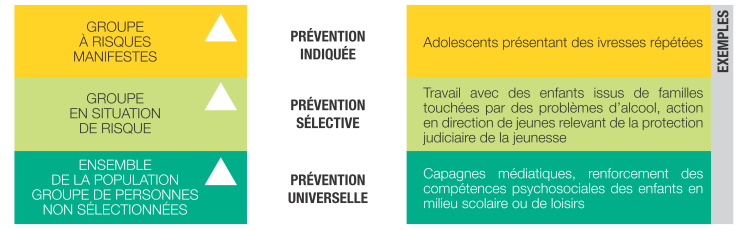 GROUPE
À RISQUES
MANIFESTES
PRÉVENTION
INDIQUÉE
Adolescents présentant des ivresses répétées
EXEMPLES
GROUPE
EN SITUATION
DE RISQUE
PRÉVENTION
SÉLECTIVE
Travail avec des enfants issus de familles
touchées par des problèmes d'alcool, action
en direction de jeunes relevant de la protection
judiciaire de la jeunesse
ENSEMBLE
DE LA POPULATION
GROUPE DE PERSONNES
NON SÉLECTIONNÉES
PRÉVENTION
UNIVERSELLE
Capagnes médiatiques, renforcement des
compétences psychosociales des enfants en
milieu scolaire ou de loisirs